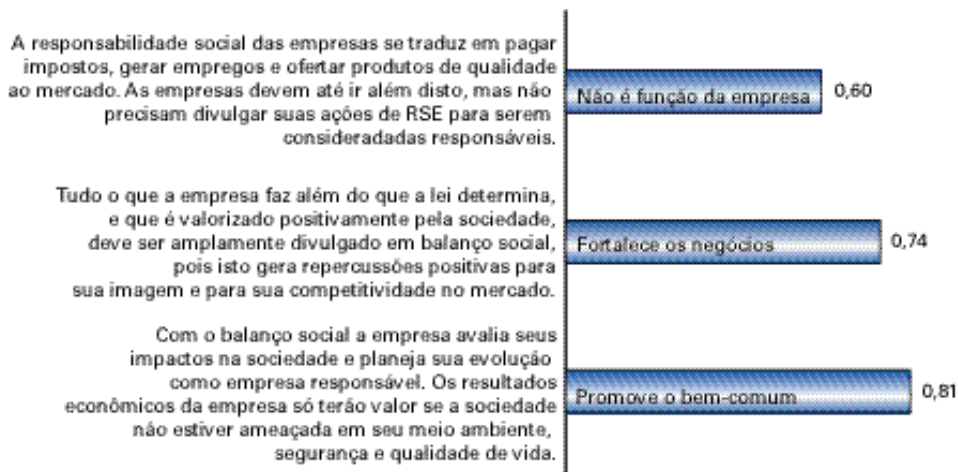 A responsabilidade social das empresas se traduz em pagar
impostos, gerar empregos e ofertar produtos de qualidade
ao mercado. As empresas devem até ir além disto, mas não
precisam divulgar suas ações de RSE para serem
consideradadas responsáveis.
Não é função da empresa
0,60
Tudo o que a empresa faz além do que a lei determina,
e que é valorizado positivamente pela sociedade,
deve ser amplamente divulgado em balanço social,
pois isto gera repercussões positivas para
sua imagem e para sua competitividade no mercado.
Fortalece os negócios
0,74
Com o balanço social a empresa avalia seus
impactos na sociedade e planeja sua evolução
como empresa responsável. Os resultados
econômicos da empresa só terão valor se a sociedade
não estiver ameaçada em seu meio ambiente,
segurança e qualidade de vida.
Promove o bem-comum
0,81